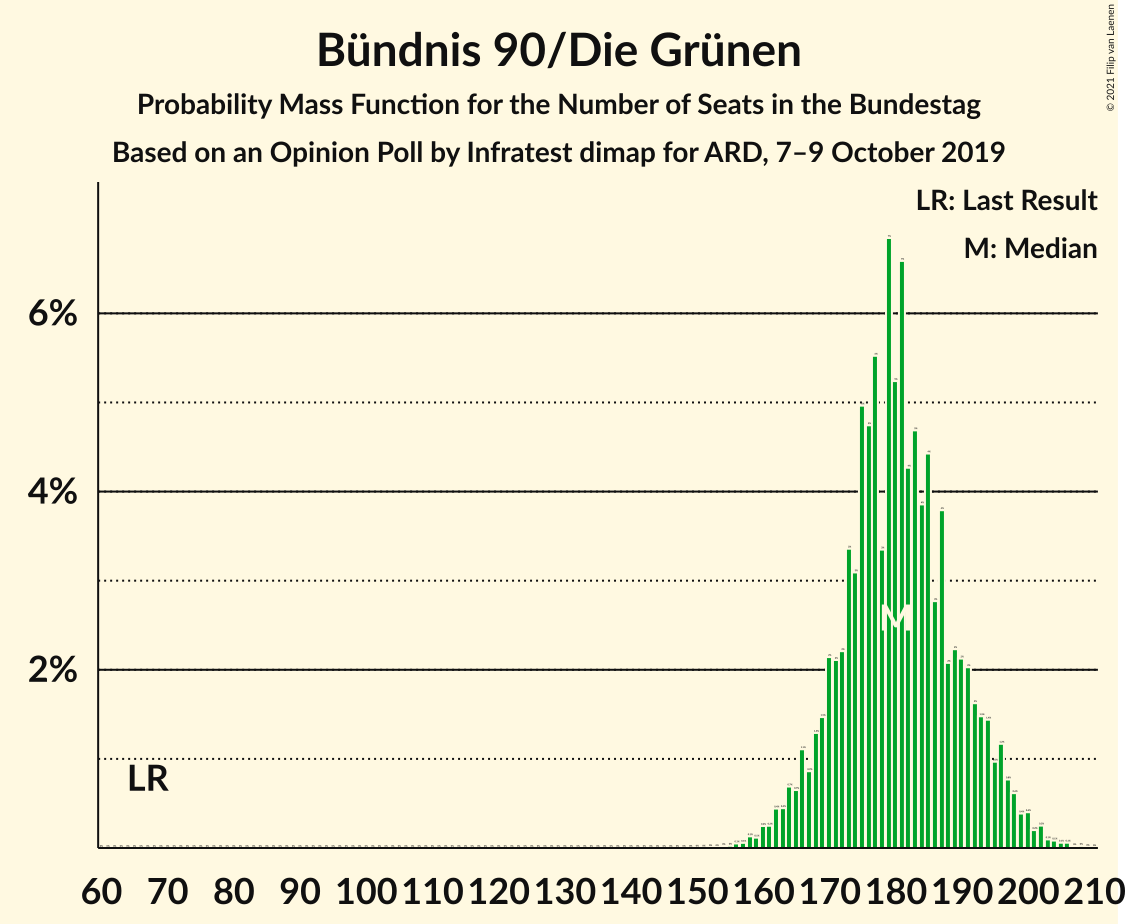 Bündnis 90/Die Grünen
Probability Mass Function for the Number of Seats in the Bundestag
Based on an Opinion Poll by Infratest dimap for ARD, 7–9 October 2019
© 2021 Filip van Laenen
LR: Last Result
M: Median
6%
4%
2%
M
LR
60 70 80 90 100 110 120 130 140 150 160 170 180 190 200 210